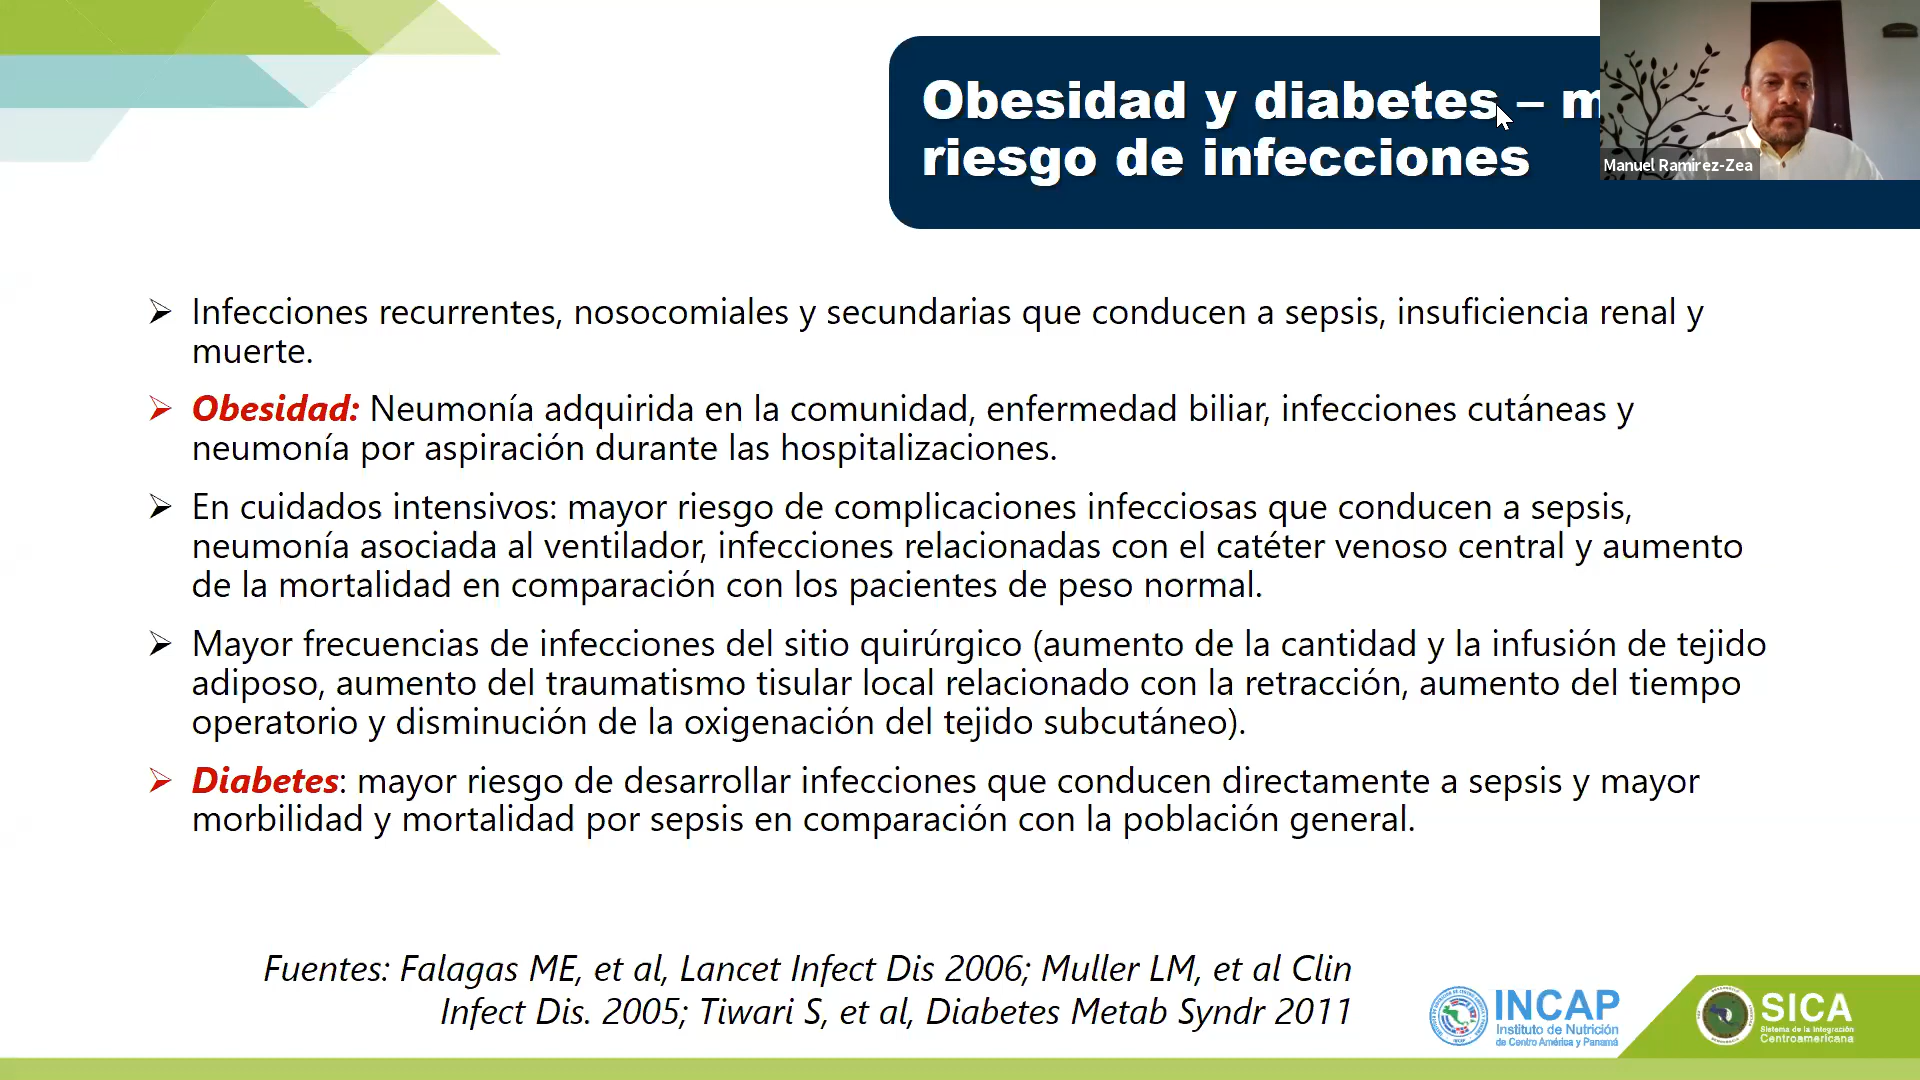 Obesidad y diabetes – m
riesgo de infecciones
Manuel Ramirez-Zea
➢ Infecciones recurrentes, nosocomiales y secundarias que conducen a sepsis, insuficiencia renal y
muerte.
➢ Obesidad: Neumonía adquirida en la comunidad, enfermedad biliar, infecciones cutáneas y
neumonía por aspiración durante las hospitalizaciones.
➢ En cuidados intensivos: mayor riesgo de complicaciones infecciosas que conducen a sepsis,
neumonía asociada al ventilador, infecciones relacionadas con el catéter venoso central y aumento
de la mortalidad en comparación con los pacientes de peso normal.
➢ Mayor frecuencias de infecciones del sitio quirúrgico (aumento de la cantidad y la infusión de tejido
adiposo, aumento del traumatismo tisular local relacionado con la retracción, aumento del tiempo
operatorio y disminución de la oxigenación del tejido subcutáneo).
➢ Diabetes: mayor riesgo de desarrollar infecciones que conducen directamente a sepsis y mayor
morbilidad y mortalidad por sepsis en comparación con la población general.
Fuentes: Falagas ME, et al, Lancet Infect Dis 2006; Muller LM, et al Clin
Infect Dis. 2005; Tiwari S, et al, Diabetes Metab Syndr 2011
INCAP
Instituto de Nutrición
de Centro América y Panamá
SICA
Sistema de la Integración
Centroamericana